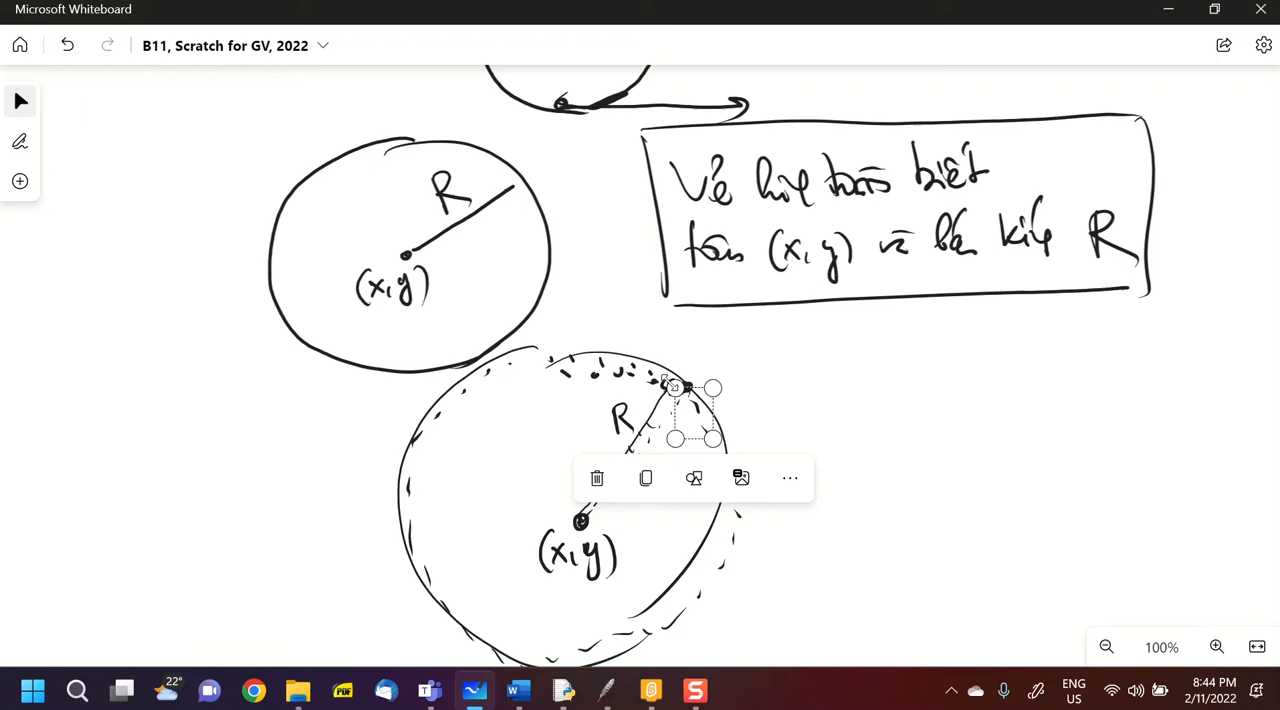 Microsoft Whiteboard
B11, Scratch for GV, 2022
R
(x, y)
Vẽ hình tròn biết
tâm (x, y) và bán kính R
R
(x, y)
100%
22°
PDF
ENG
US
8:44 PM
2/11/2022